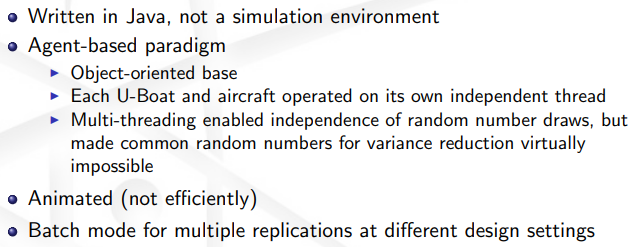 Written in Java, not a simulation environment
Agent-based paradigm
Object-oriented base
Each U-Boat and aircraft operated on its own independent thread
Multi-threading enabled independence of random number draws, but
made common random numbers for variance reduction virtually
impossible
Animated (not efficiently)
Batch mode for multiple replications at different design settings